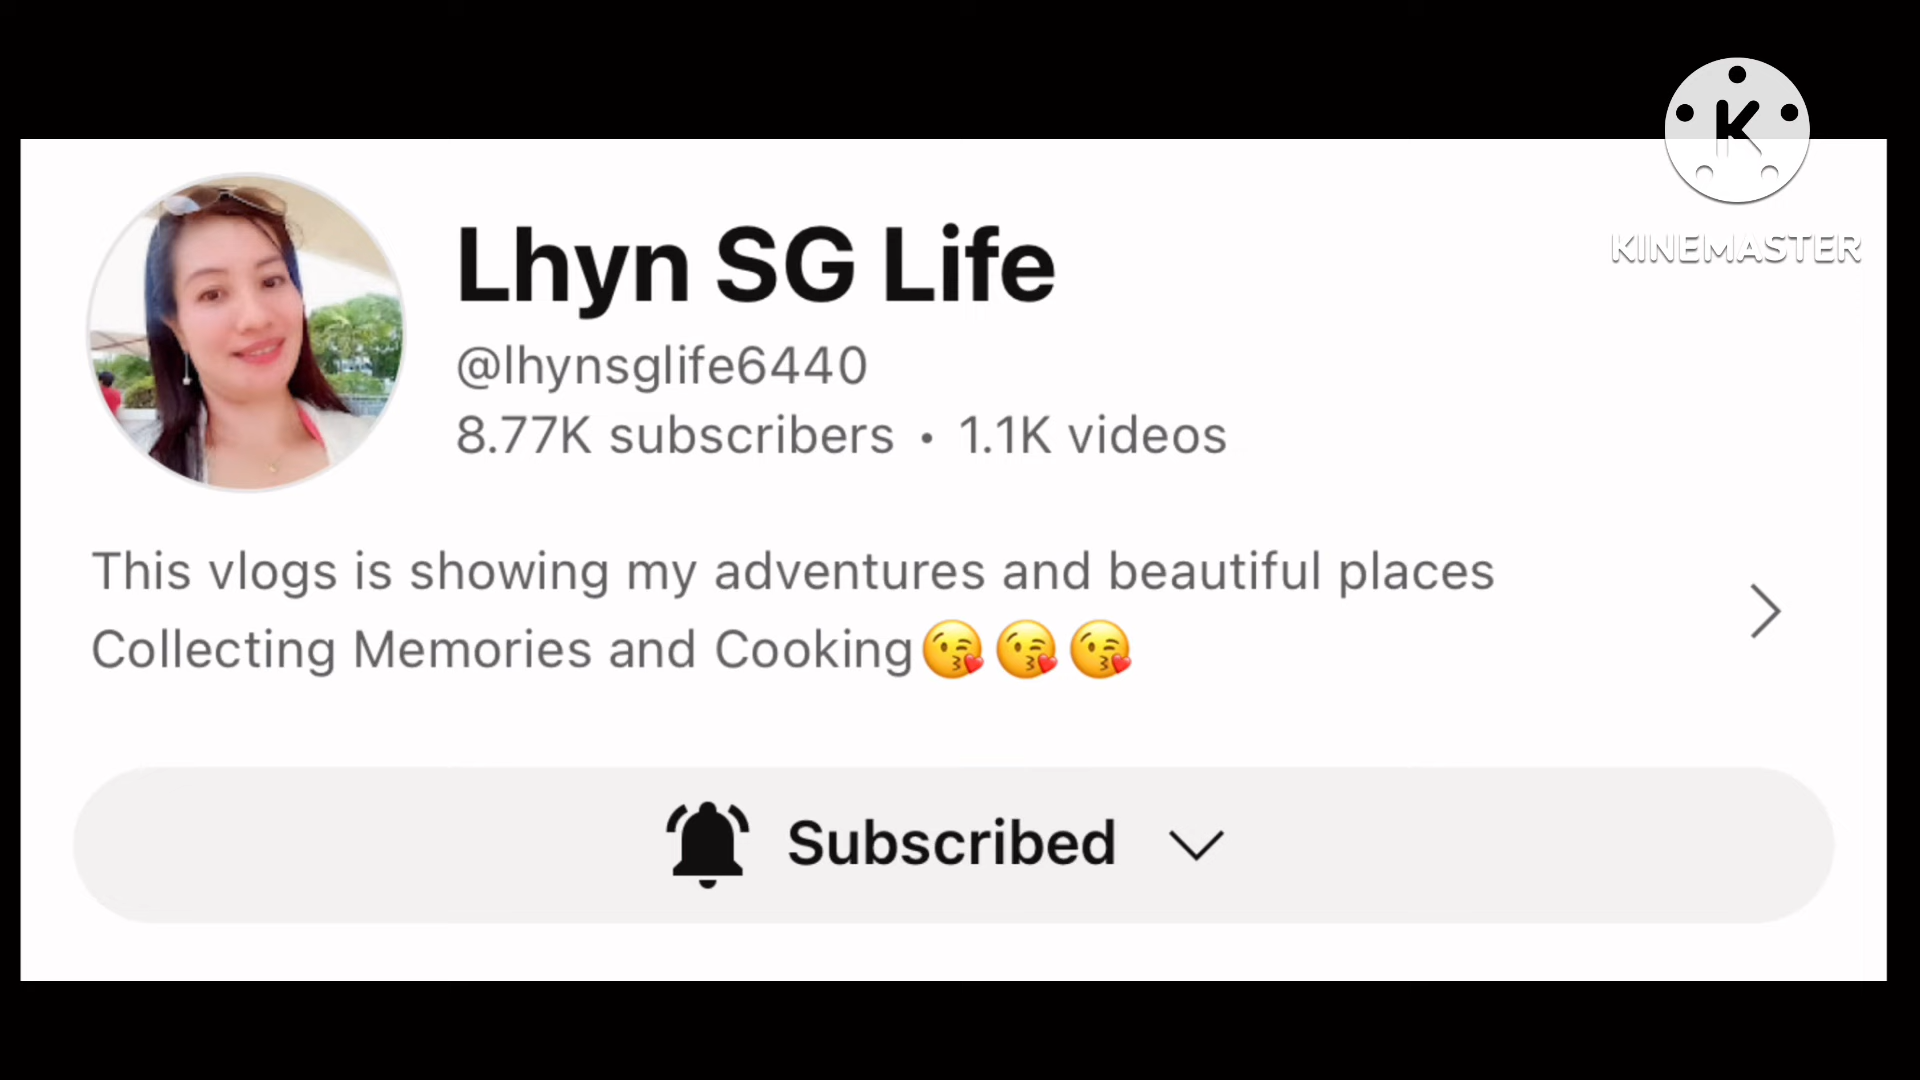 Lhyn SG Life
@lhynsglife6440
8.77K subscribers • 1.1K videos
This vlogs is showing my adventures and beautiful places
Collecting Memories and Cooking😘😘😘
Subscribed
K
KINEMASTER